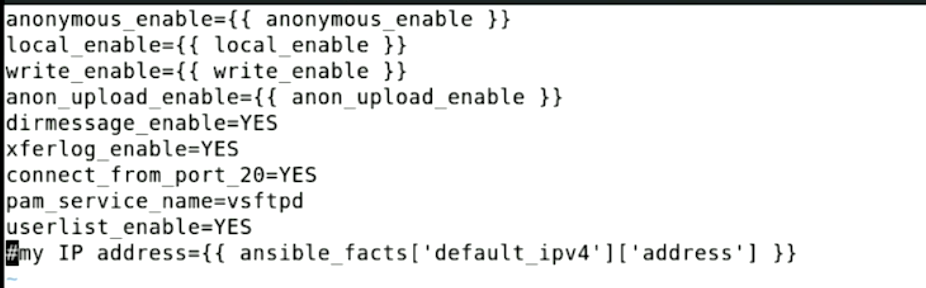 anonymous_enable={{ anonymous_enable }}
local_enable={{ local_enable }}
write_enable={{ write_enable }}
anon_upload_enable={{ anon_upload_enable }}
dirmessage_enable=YES
xferlog_enable=YES
connect_from_port_20=YES
pam_service_name=vsftpd
userlist_enable=YES
#my IP address={{ ansible_facts['default_ipv4']['address'] }}
~